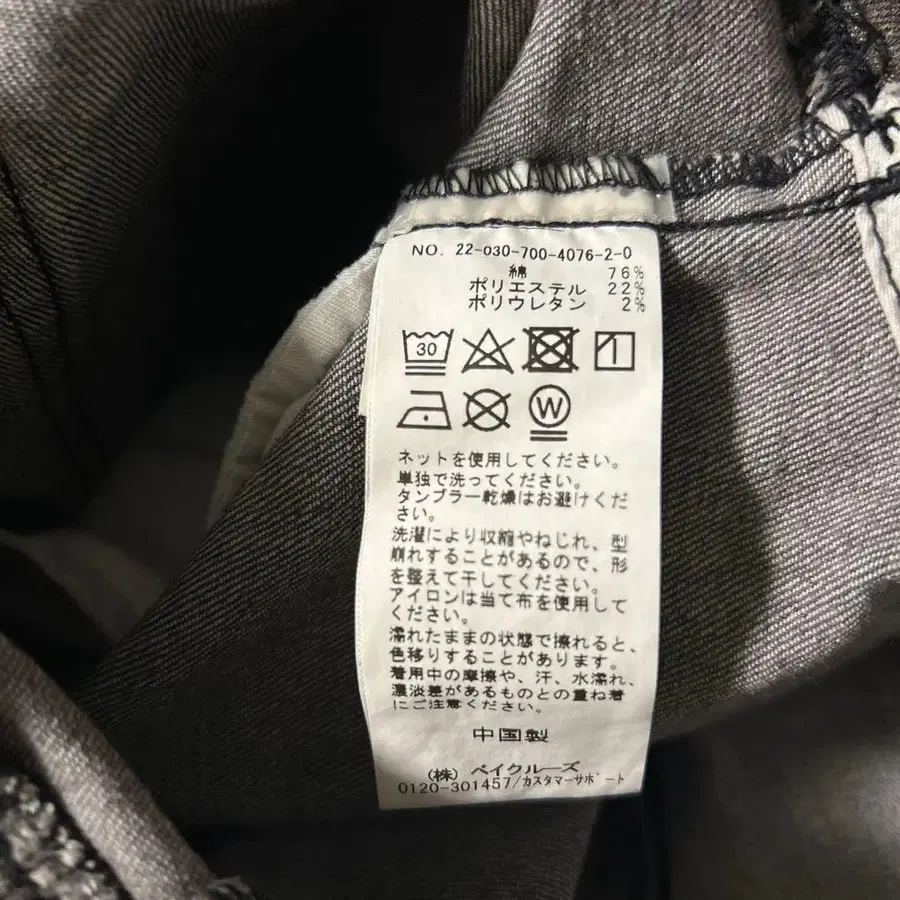 NO. 22-030-700-4076-2-0
綿 76%
ポリエステル 22%
ポリウレタン 2%
30
W
ネットを使用してください。
単独で洗ってください。
タンブラー乾燥はお避けくだ
さい。
洗濯により収縮やねじれ、型
崩れすることがあるので、形
を整えて干してください。
アイロンは当て布を使用して
ください。
濡れたままの状態で擦れると、
色移りすることがあります。
着用中の摩擦や、汗、水濡れ、
濃淡差があるものとの重ね着
にご注意ください。
中国製
(株) ベイクルーズ
0120-301457/カスタマーサポート